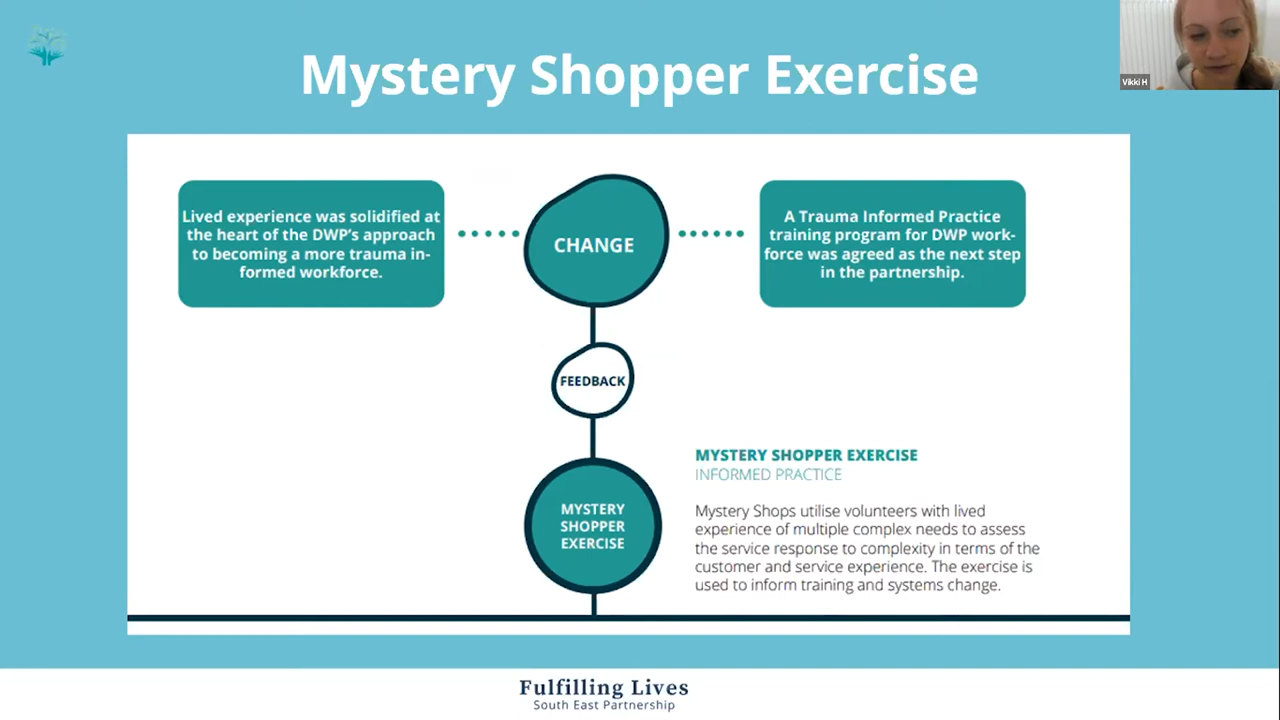 Mystery Shopper Exercise
Vikki H
Lived experience was solidified at
the heart of the DWP's approach
to becoming a more trauma in-
formed workforce.
CHANGE
A Trauma Informed Practice
training program for DWP work-
force was agreed as the next step
in the partnership.
FEEDBACK
MYSTERY
SHOPPER
EXERCISE
MYSTERY SHOPPER EXERCISE
INFORMED PRACTICE
Mystery Shops utilise volunteers with lived
experience of multiple complex needs to assess
the service response to complexity in terms of the
customer and service experience. The exercise is
used to inform training and systems change.
Fulfilling Lives
South East Partnership